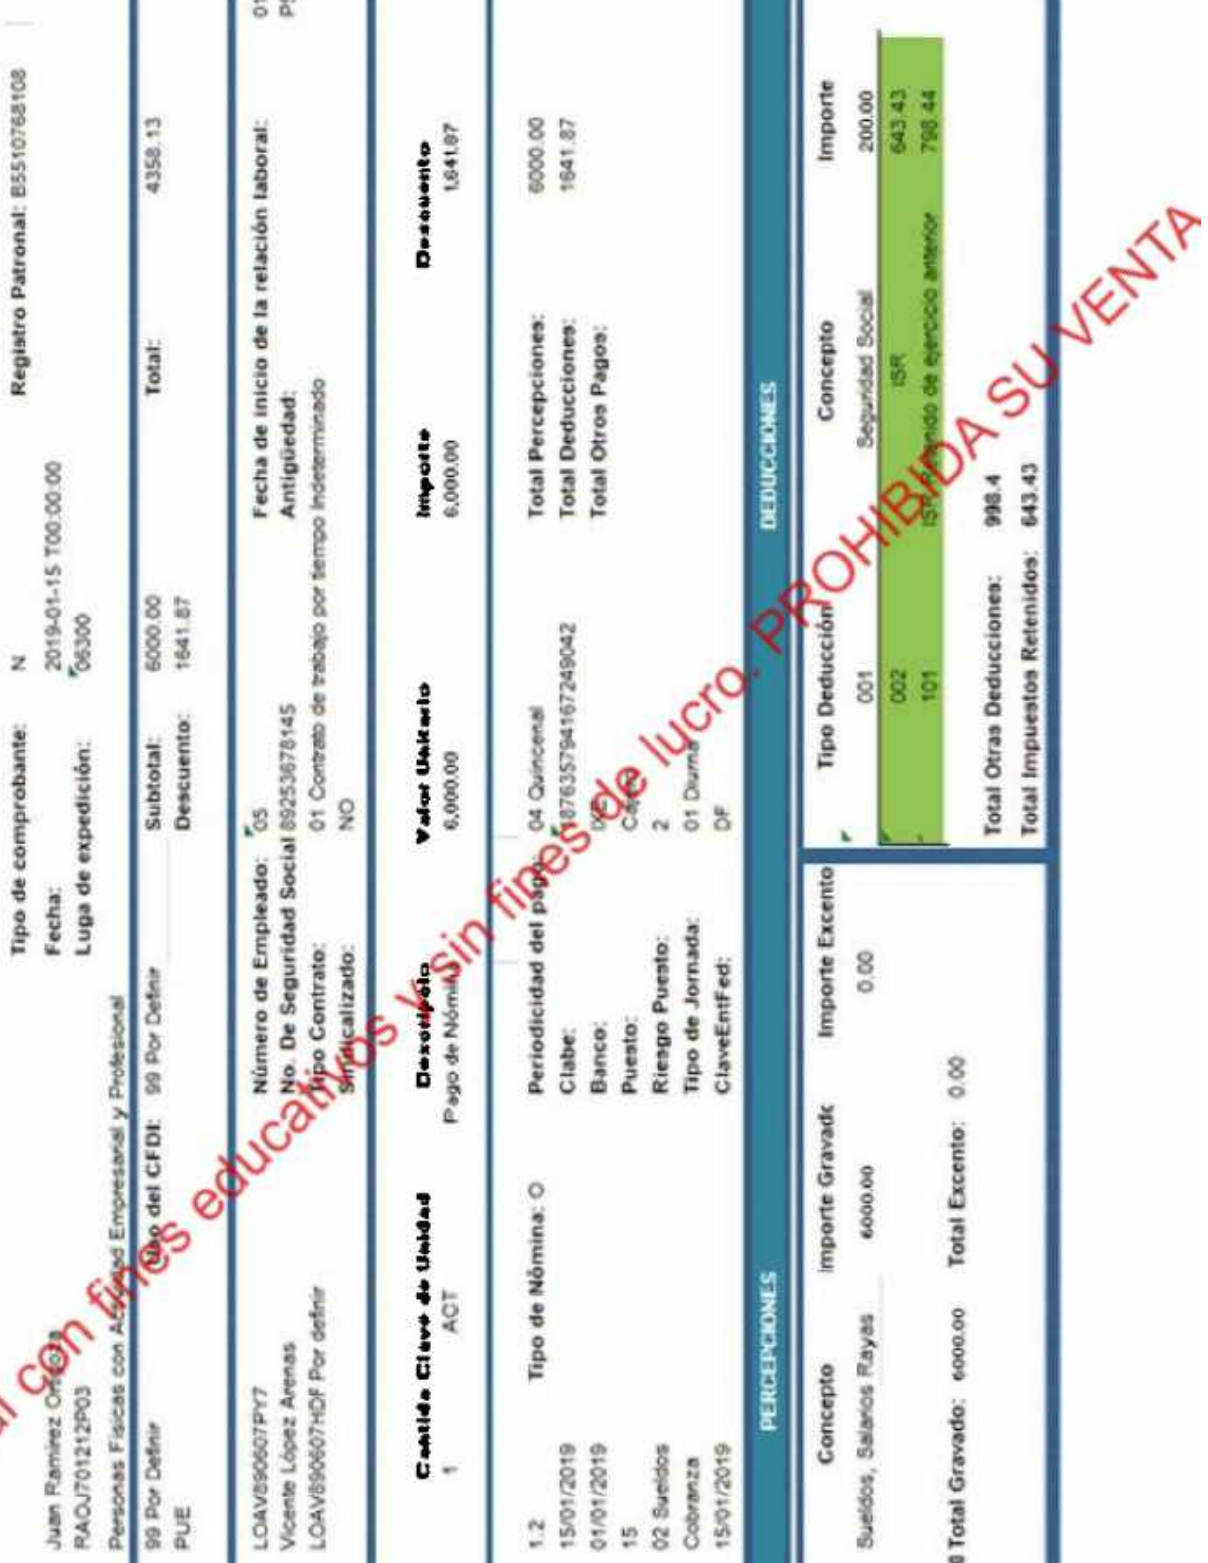 Tipo de comprobante: N Registro Patronal: B5510768108
Juan Ramirez Fecha: 2019-01-15 T00:00:00
RAOJ701212P03 Luga de expedición: 06300
Personas Fisicas con Actividad Empresarial y Profesional
99 Por Definir Uso del CFDI: 99 Por Definir Subtotal: 6000.00 Total: 4358.13
PUE Descuento: 1641.87
LOAV890607PY7 Número de Empleado: 05 Fecha de inicio de la relación laboral: 01
Vicente López Arenas No. De Seguridad Social 89253678145 Antigüedad:
LOAV890607HDF Por definir Tipo Contrato: 01 Contrato de trabajo por tiempo indeterminado
Sindicalizado: NO
Cantida Clave de Unidad Descripcio Valor Unitario Importe Descuento
1 ACT Pago de Nómina 6,000.00 6,000.00 1,641.87
1.2 Tipo de Nómina: O Periodicidad del pago: 04 Quincenal Total Percepciones: 6000.00
15/01/2019 Clabe: 187635794167249042 Total Deducciones: 1641.87
01/01/2019 Banco: Total Otros Pagos:
15 Puesto:
02 Sueldos Riesgo Puesto: 2
Cobranza Tipo de Jornada: 01 Diurna
15/01/2019 ClaveEntFed: DF
PERCEPCIONES DEDUCCIONES
Concepto Importe Gravado Importe Excento Tipo Deducción Concepto Importe
Sueldos, Salarios Rayas 6000.00 0.00 001 Seguridad Social 200.00
002 ISR 643.43
101 ISR Retenido de ejercicio anterior 798.44
Total Gravado: 6000.00 Total Excento: 0.00
Total Otras Deducciones: 998.4
Total Impuestos Retenidos: 643.43
con fines educativos y sin fines de lucro. PROHIBIDA SU VENTA